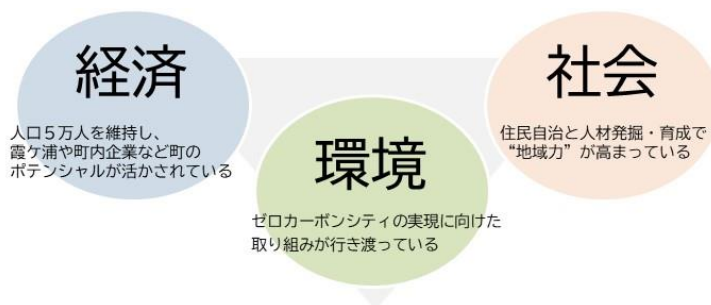 経済
人口５万人を維持し、
霞ケ浦や町内企業など町の
ポテンシャルが活かされている
環境
ゼロカーボンシティの実現に向けた
取り組みが行き渡っている
社会
住民自治と人材発掘・育成で
“地域力”が高まっている